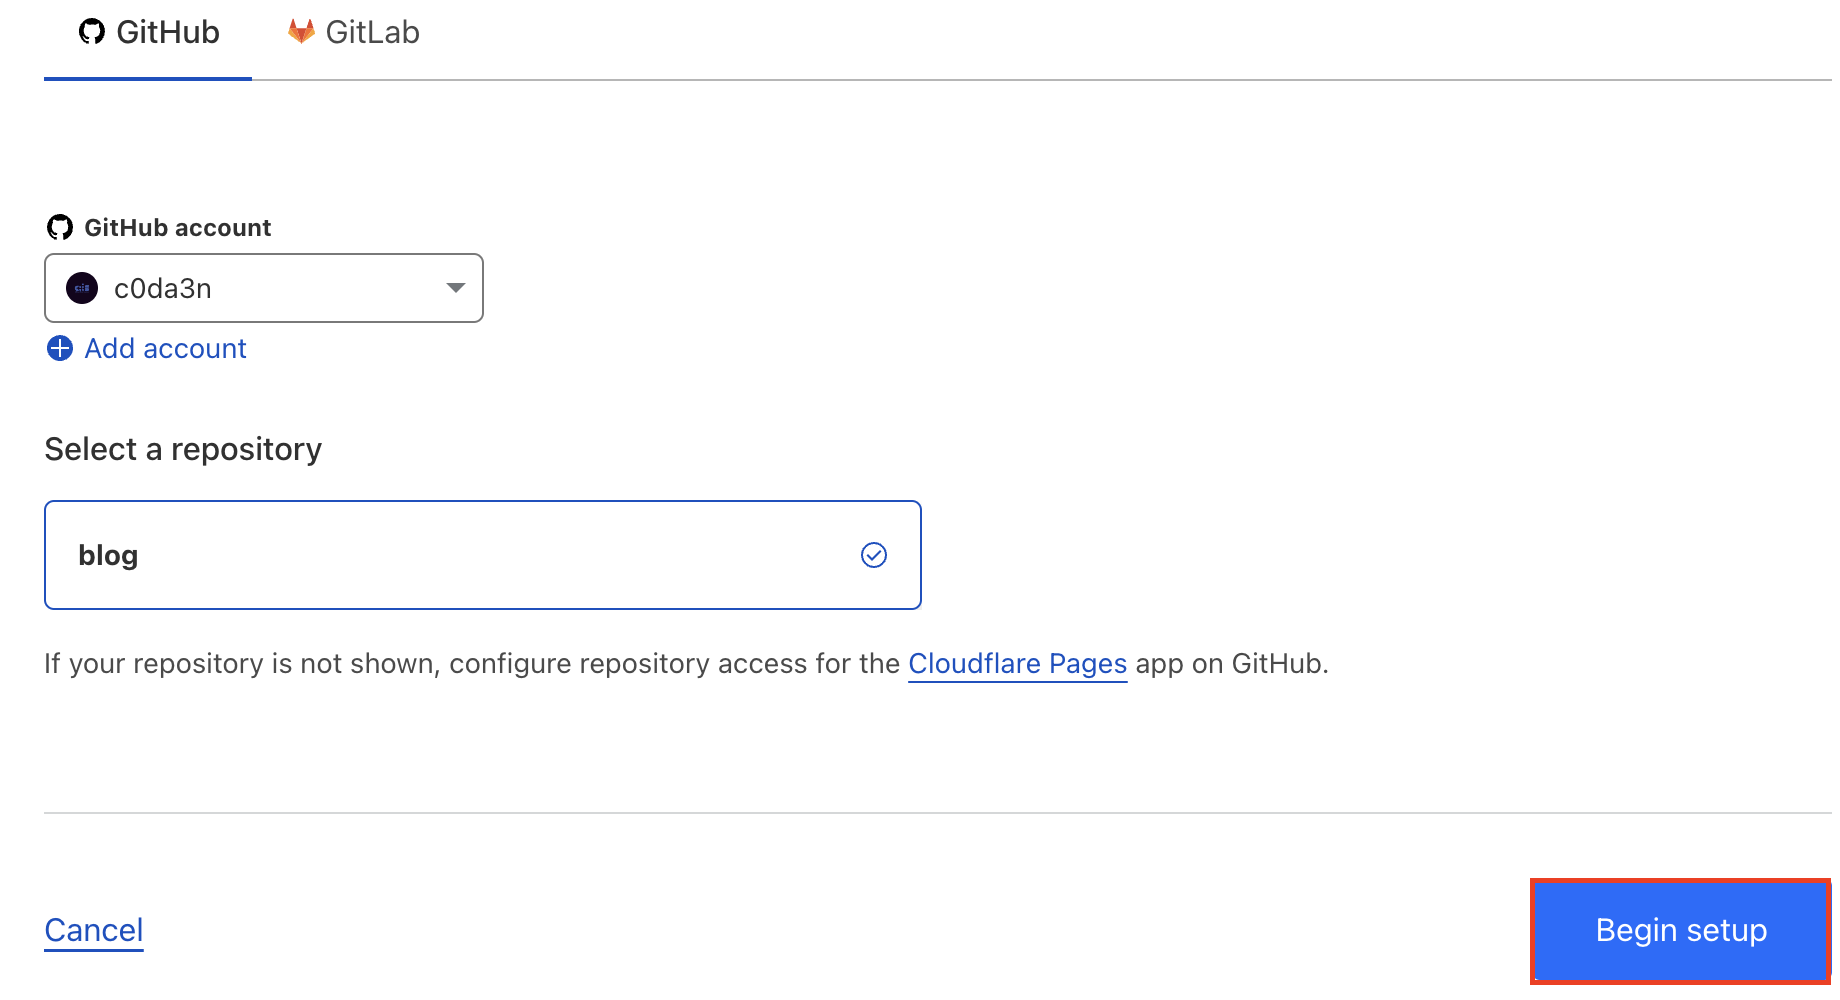 GitHub GitLab
GitHub account
c0da3n
Add account
Select a repository
blog
If your repository is not shown, configure repository access for the Cloudflare Pages app on GitHub.
Cancel Begin setup